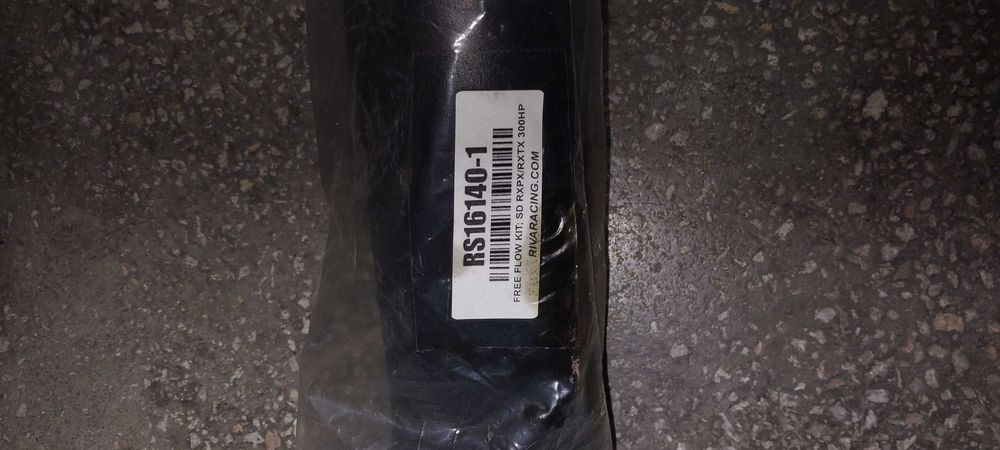 RS16140-1
FREE FLOW KIT; SD RXPX/RXTX 300HP
RIVARACING.COM